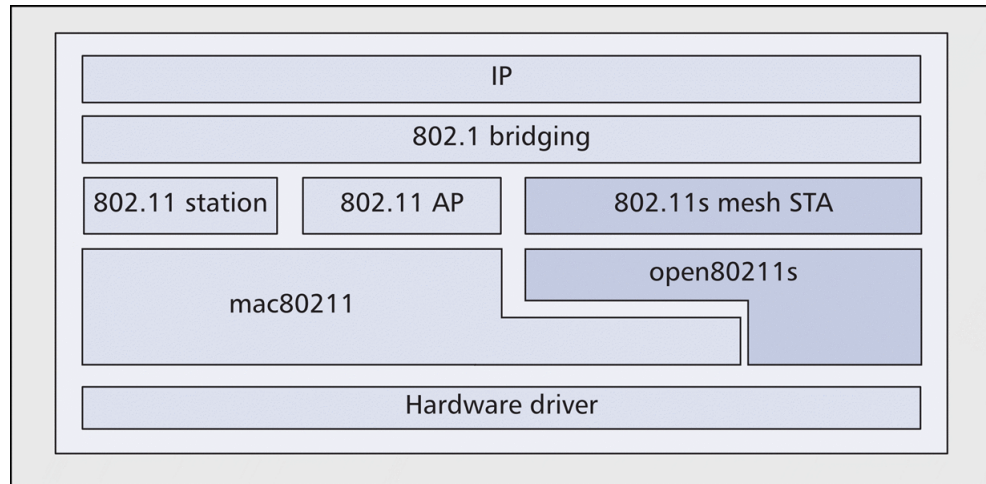 IP
802.1 bridging
802.11 station
802.11 AP
802.11s mesh STA
mac80211
open80211s
Hardware driver